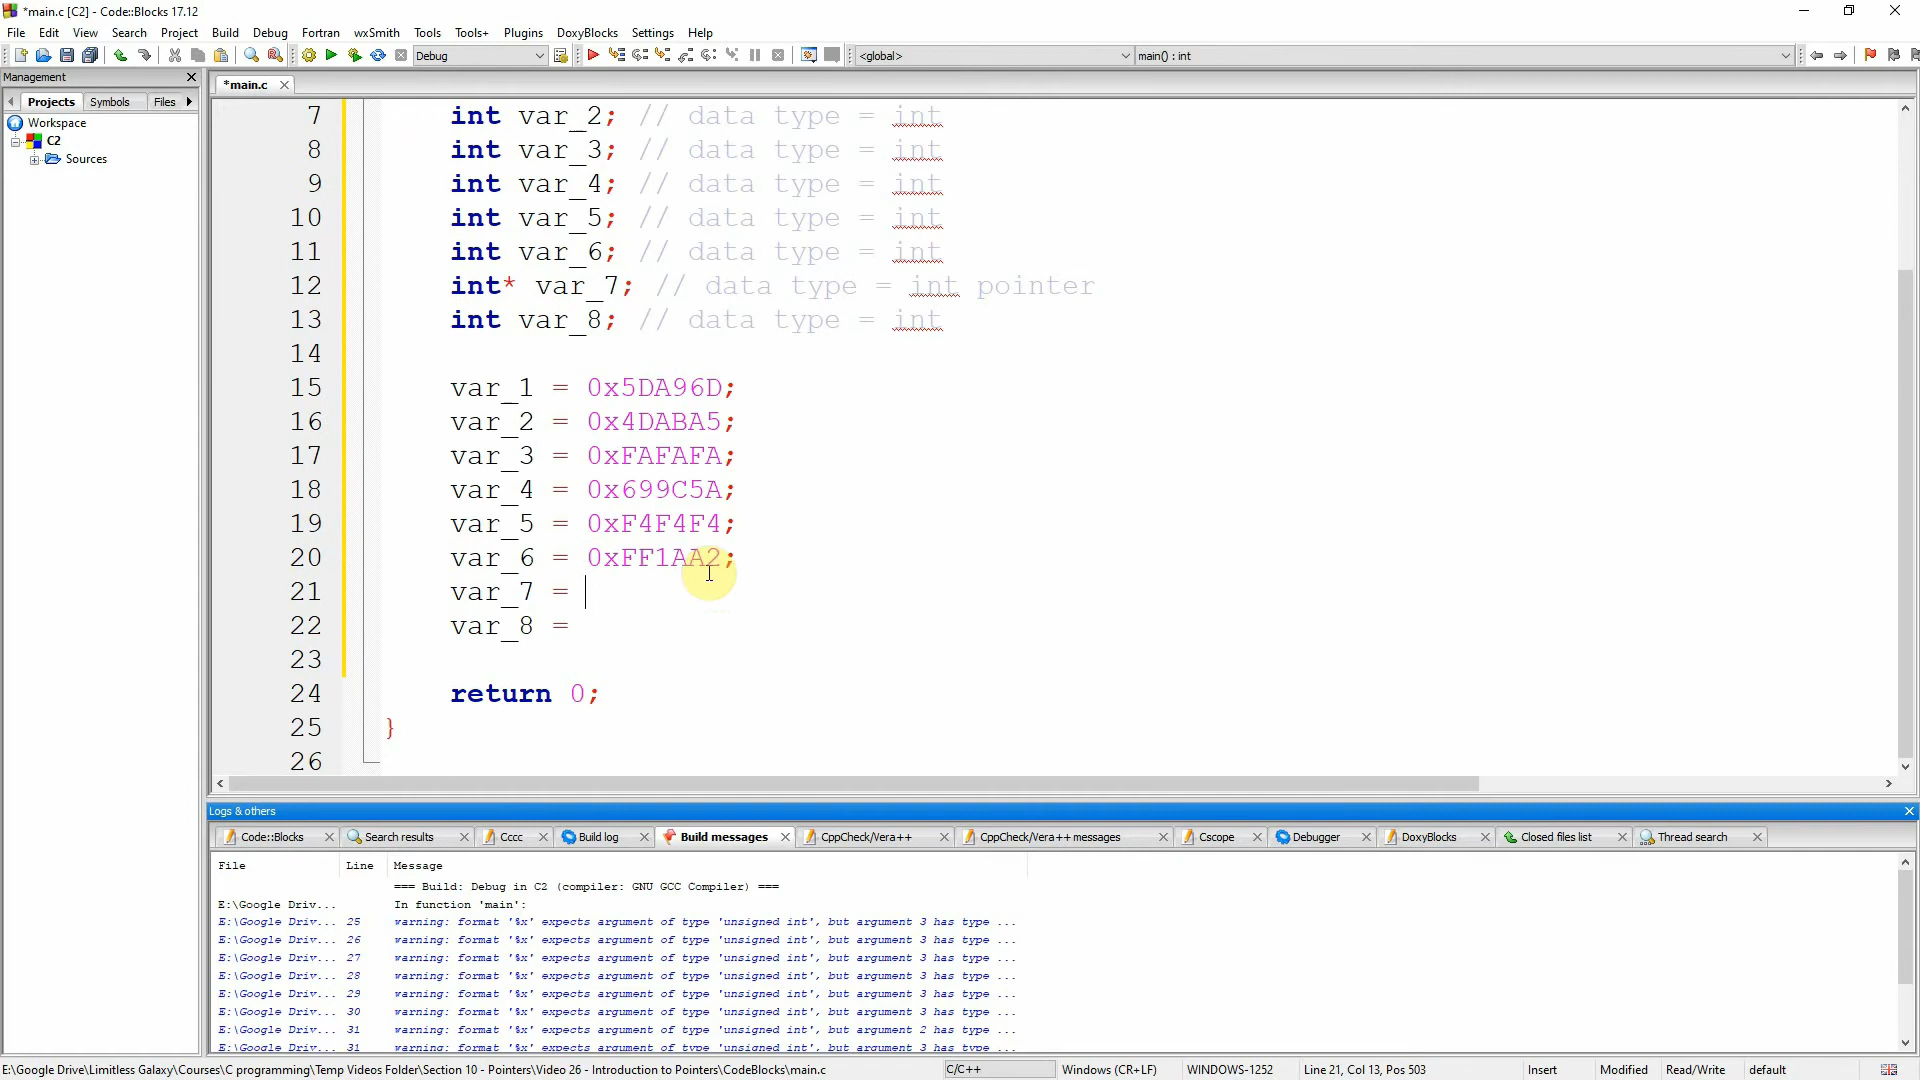 *main.c [C2] - Code::Blocks 17.12
File Edit View Search Project Build Debug Fortran wxSmith Tools Tools+ Plugins DoxyBlocks Settings Help
Debug <global> main() : int
Management
*main.c
Projects Symbols Files
Workspace
C2
Sources
7 int var_2; // data type = int
8 int var_3; // data type = int
9 int var_4; // data type = int
10 int var_5; // data type = int
11 int var_6; // data type = int
12 int* var_7; // data type = int pointer
13 int var_8; // data type = int
14
15 var_1 = 0x5DA96D;
16 var_2 = 0x4DABA5;
17 var_3 = 0xFAFAFA;
18 var_4 = 0x699C5A;
19 var_5 = 0xF4F4F4;
20 var_6 = 0xFF1AA2;
21 var_7 =
22 var_8 =
23
24 return 0;
25 }
26
Logs & others
Code::Blocks Search results Cccc Build log Build messages CppCheck/Vera++ CppCheck/Vera++ messages Cscope Debugger DoxyBlocks Closed files list Thread search
File Line Message
=== Build: Debug in C2 (compiler: GNU GCC Compiler) ===
E:\Google Driv... In function 'main':
E:\Google Driv... 25 warning: format '%x' expects argument of type 'unsigned int', but argument 3 has type ...
E:\Google Driv... 26 warning: format '%x' expects argument of type 'unsigned int', but argument 3 has type ...
E:\Google Driv... 27 warning: format '%x' expects argument of type 'unsigned int', but argument 3 has type ...
E:\Google Driv... 28 warning: format '%x' expects argument of type 'unsigned int', but argument 3 has type ...
E:\Google Driv... 29 warning: format '%x' expects argument of type 'unsigned int', but argument 3 has type ...
E:\Google Driv... 30 warning: format '%x' expects argument of type 'unsigned int', but argument 3 has type ...
E:\Google Driv... 31 warning: format '%x' expects argument of type 'unsigned int', but argument 2 has type ...
E:\Google Driv... 31 warning: format '%x' expects argument of type 'unsigned int', but argument 3 has type ...
E:\Google Drive\Limitless Galaxy\Courses\C programming\Temp Videos Folder\Section 10 - Pointers\Video 26 - Introduction to Pointers\CodeBlocks\main.c C/C++ Windows (CR+LF) WINDOWS-1252 Line 21, Col 13, Pos 503 Insert Modified Read/Write default